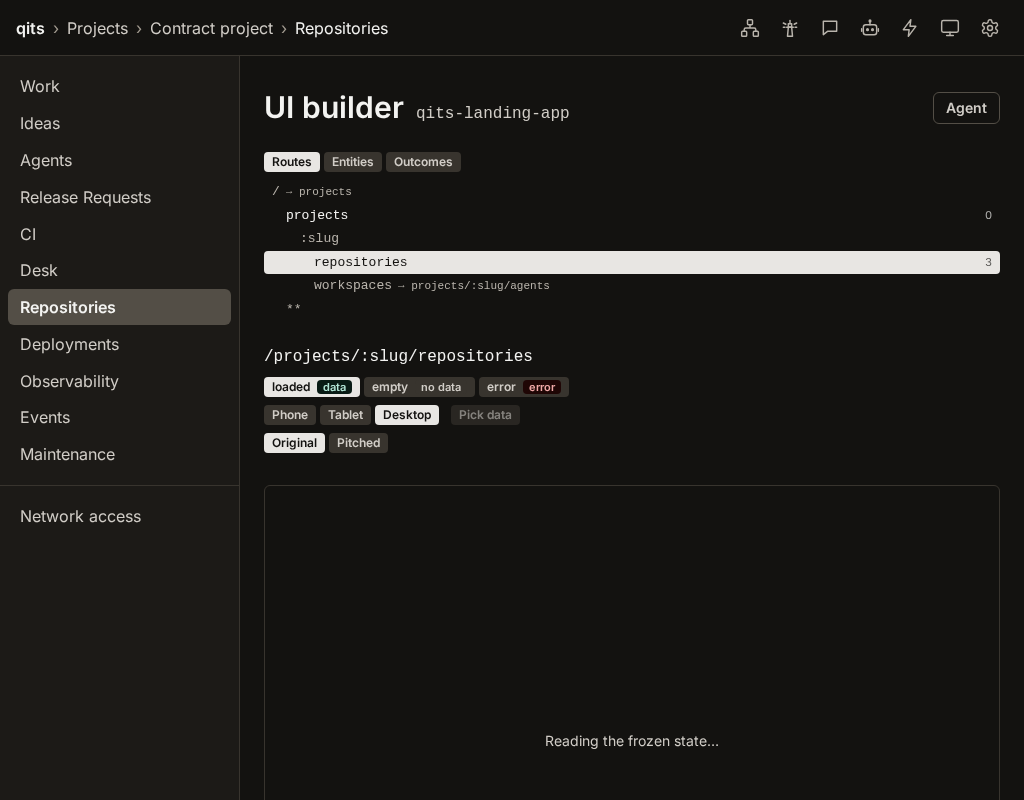 qits › Projects › Contract project › Repositories
Work
Ideas
Agents
Release Requests
CI
Desk
Repositories
Deployments
Observability
Events
Maintenance
Network access
UI builder qits-landing-app
Agent
Routes Entities Outcomes
/ → projects
projects 0
:slug
repositories 3
workspaces → projects/:slug/agents
**
/projects/:slug/repositories
loaded data empty no data error error
Phone Tablet Desktop Pick data
Original Pitched
Reading the frozen state…